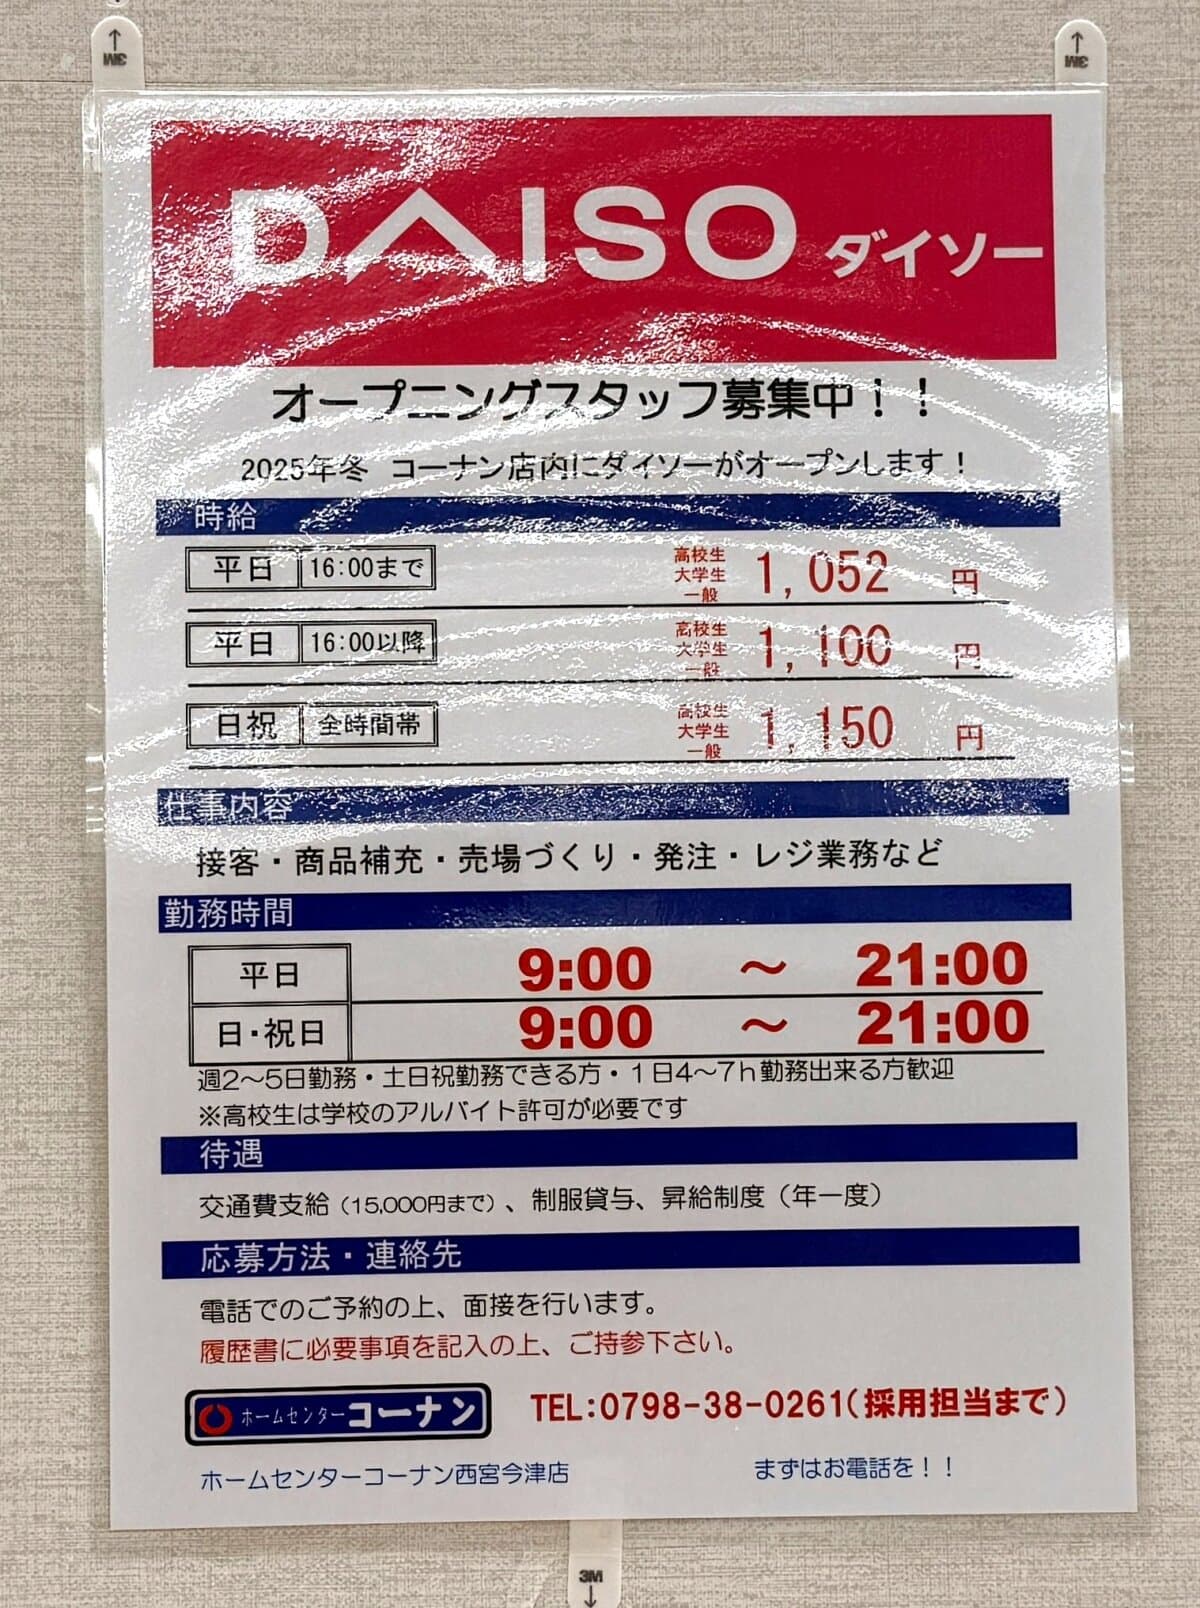 3M
3M
DAISO ダイソー
オープニングスタッフ募集中！！
2025年冬 コーナン店内にダイソーがオープンします！
時給
平日 16:00まで 高校生 大学生 一般 1,052 円
平日 16:00以降 高校生 大学生 一般 1,100 円
日祝 全時間帯 高校生 大学生 一般 1,150 円
仕事内容
接客・商品補充・売場づくり・発注・レジ業務など
勤務時間
平日 9:00 ～ 21:00
日・祝日 9:00 ～ 21:00
週2～5日勤務・土日祝勤務できる方・1日4～7h勤務出来る方歓迎
※高校生は学校のアルバイト許可が必要です
待遇
交通費支給（15,000円まで）、制服貸与、昇給制度（年一度）
応募方法・連絡先
電話でのご予約の上、面接を行います。
履歴書に必要事項を記入の上、ご持参下さい。
ホームセンターコーナン TEL:0798-38-0261(採用担当まで)
ホームセンターコーナン西宮今津店 まずはお電話を！！
3M